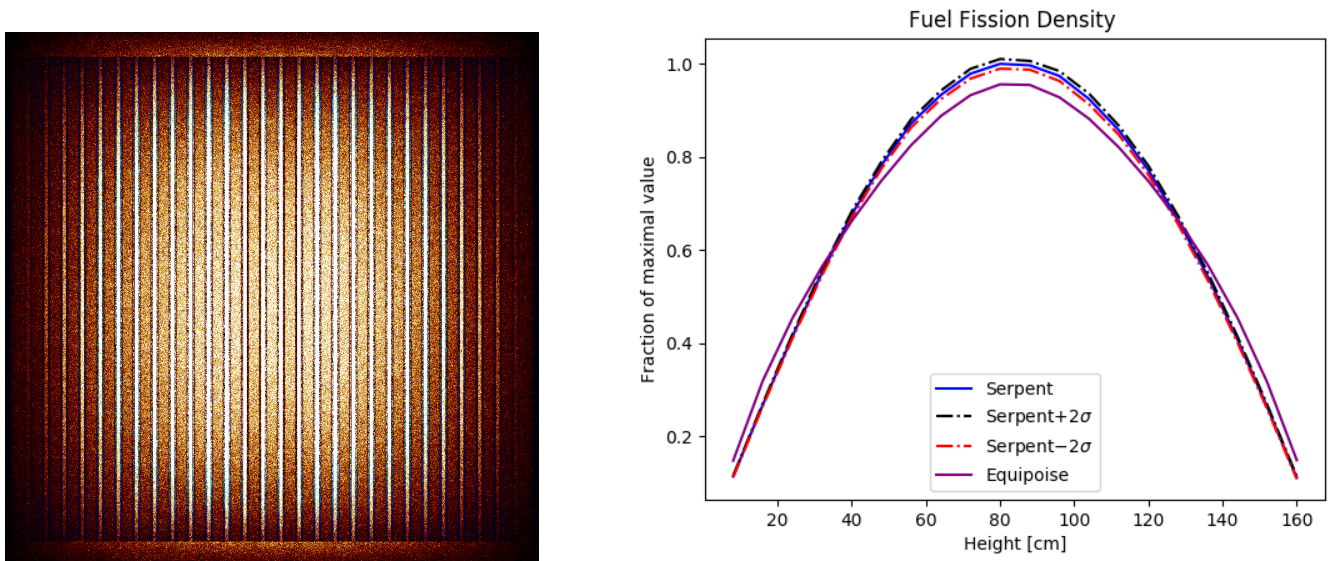 Fuel Fission Density
Fraction of maximal value
1.0
0.8
0.6
0.4
0.2
Serpent
Serpent+2σ
Serpent−2σ
Equipoise
20 40 60 80 100 120 140 160
Height [cm]